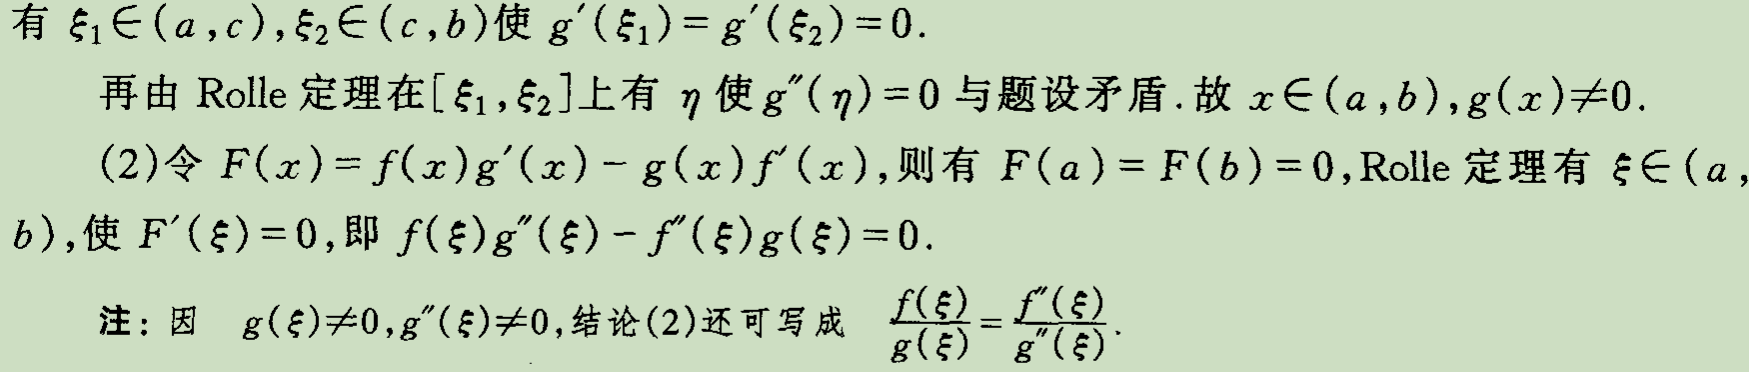 有 ξ₁∈(a,c),ξ₂∈(c,b)使 g′(ξ₁)=g′(ξ₂)=0.
再由 Rolle 定理在[ξ₁,ξ₂]上有 η 使 g″(η)=0 与题设矛盾.故 x∈(a,b),g(x)≠0.
(2)令 F(x)=f(x)g′(x)-g(x)f′(x),则有 F(a)=F(b)=0,Rolle 定理有 ξ∈(a,
b),使 F′(ξ)=0,即 f(ξ)g″(ξ)-f″(ξ)g(ξ)=0.
注: 因 g(ξ)≠0,g″(ξ)≠0,结论(2)还可写成 f(ξ)/g(ξ)=f″(ξ)/g″(ξ).